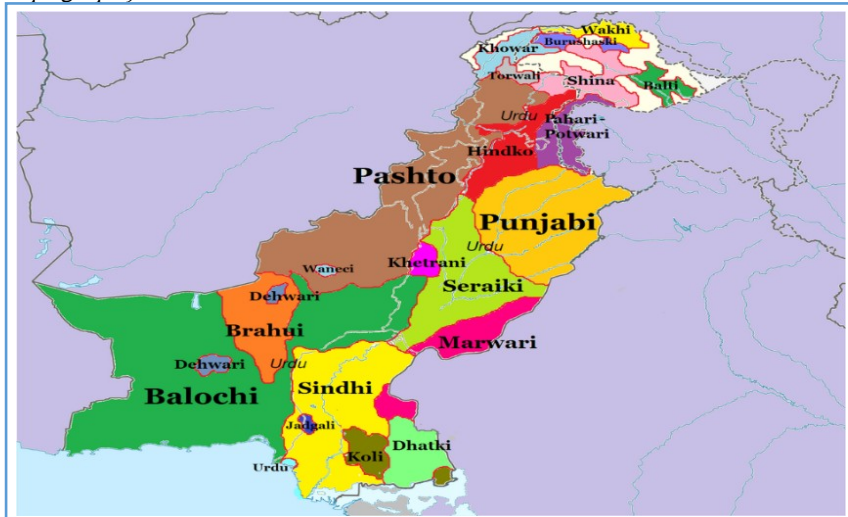 Wakhi
Khowar
Burushaski
Torwali
Shina
Balti
Urdu
Pahari-
Potwari
Hindko
Pashto
Punjabi
Urdu
Khetrani
Waneci
Seraiki
Dehwari
Brahui
Marwari
Dehwari
Urdu
Sindhi
Balochi
Jadgali
Dhatki
Koli
Urdu